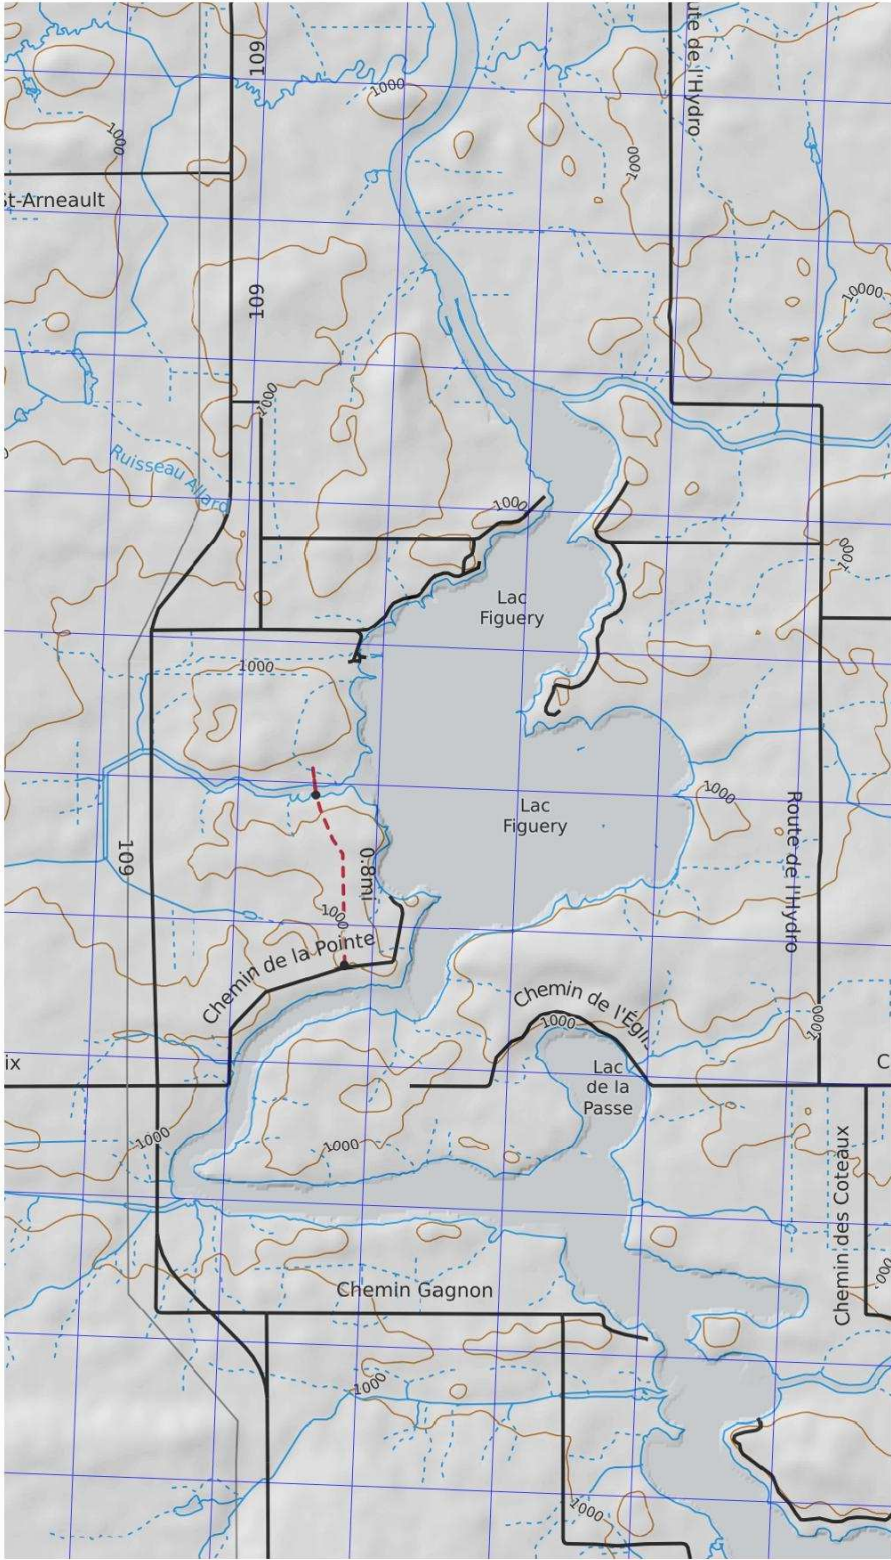 109
ute de l'Hydro
1000
1000
1000
St-Arneault
109
10000
1000
Ruisseau Allard
1000
1000
Lac
Figuery
1000
1000
Lac
Figuery
Route de l'Hydro
109
0.8mi
1000
Chemin de la Pointe
Chemin de l'Égli
1000
1000
ix
Lac
de la
Passe
C
1000
1000
Chemin des Coteaux
Chemin Gagnon
1000
1000